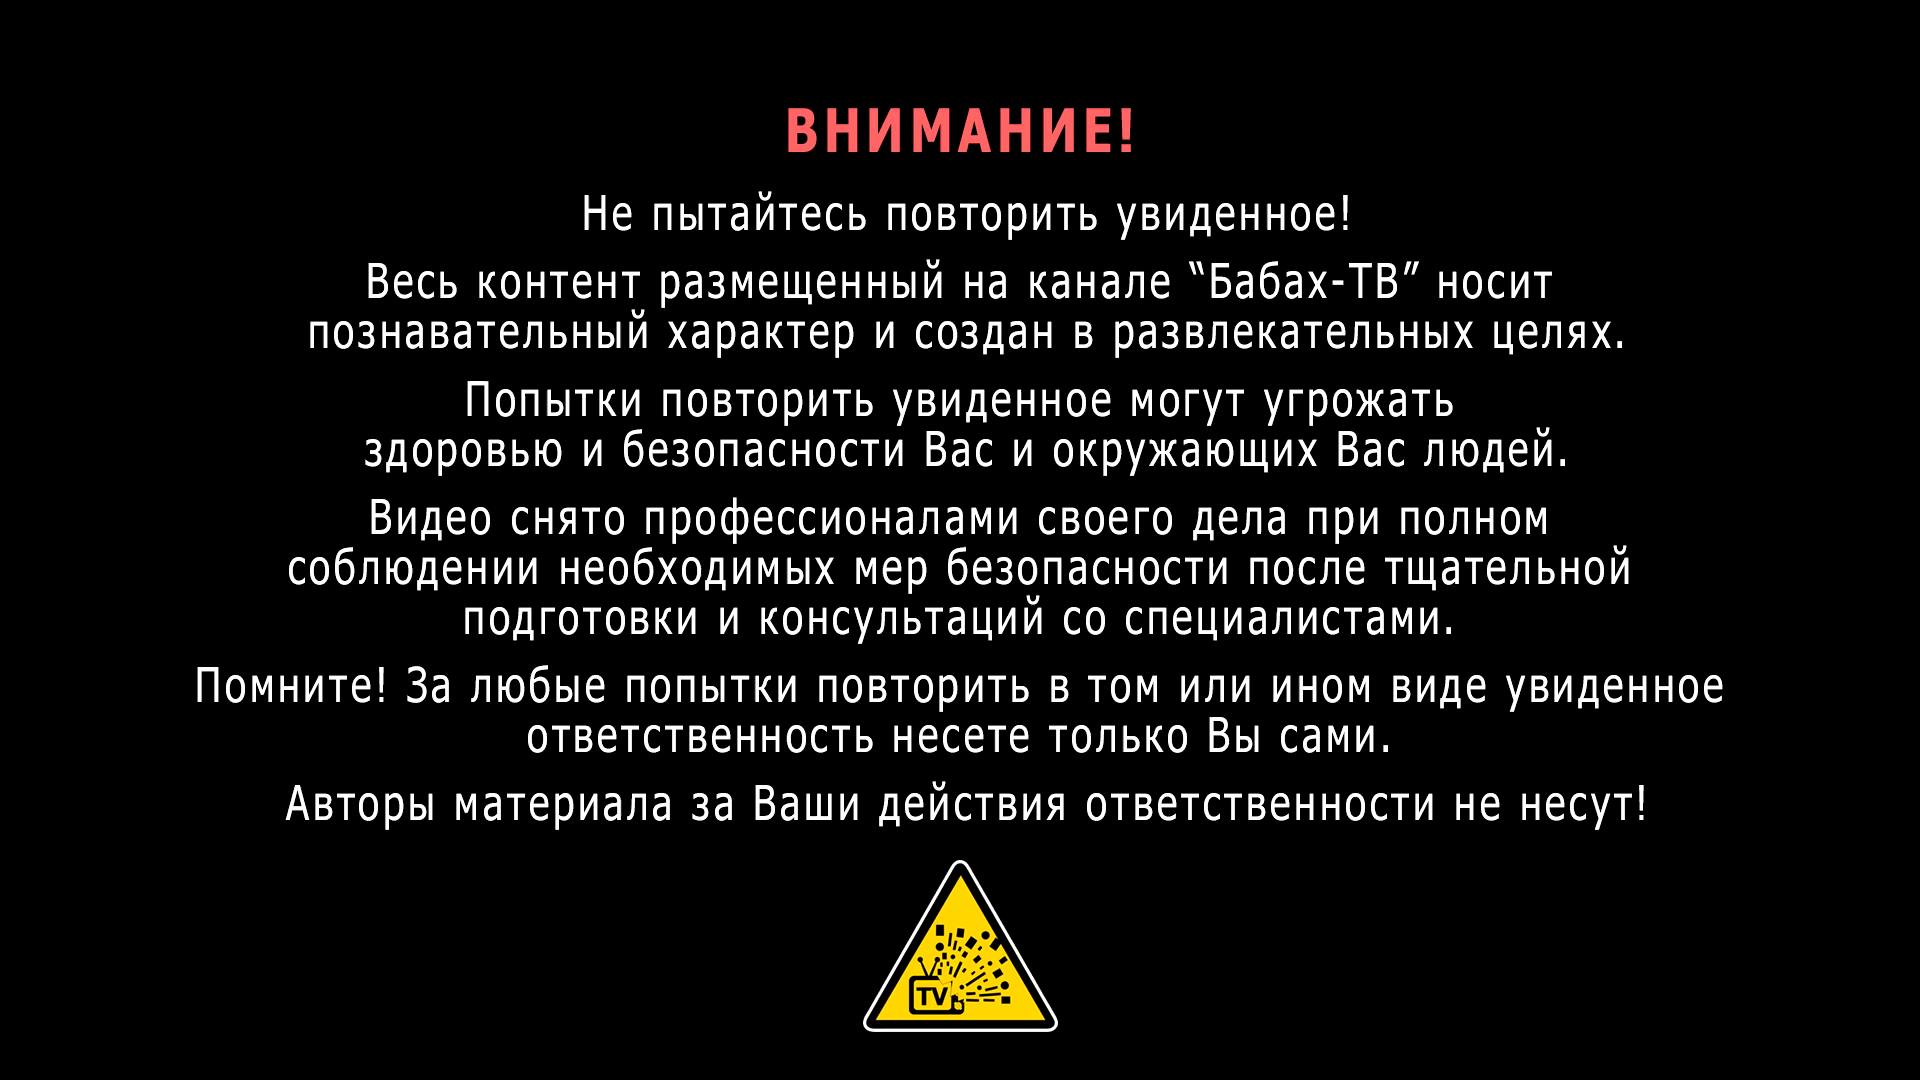 ВНИМАНИЕ!
Не пытайтесь повторить увиденное!
Весь контент размещенный на канале “Бабах-ТВ” носит
познавательный характер и создан в развлекательных целях.
Попытки повторить увиденное могут угрожать
здоровью и безопасности Вас и окружающих Вас людей.
Видео снято профессионалами своего дела при полном
соблюдении необходимых мер безопасности после тщательной
подготовки и консультаций со специалистами.
Помните! За любые попытки повторить в том или ином виде увиденное
ответственность несете только Вы сами.
Авторы материала за Ваши действия ответственности не несут!
TV